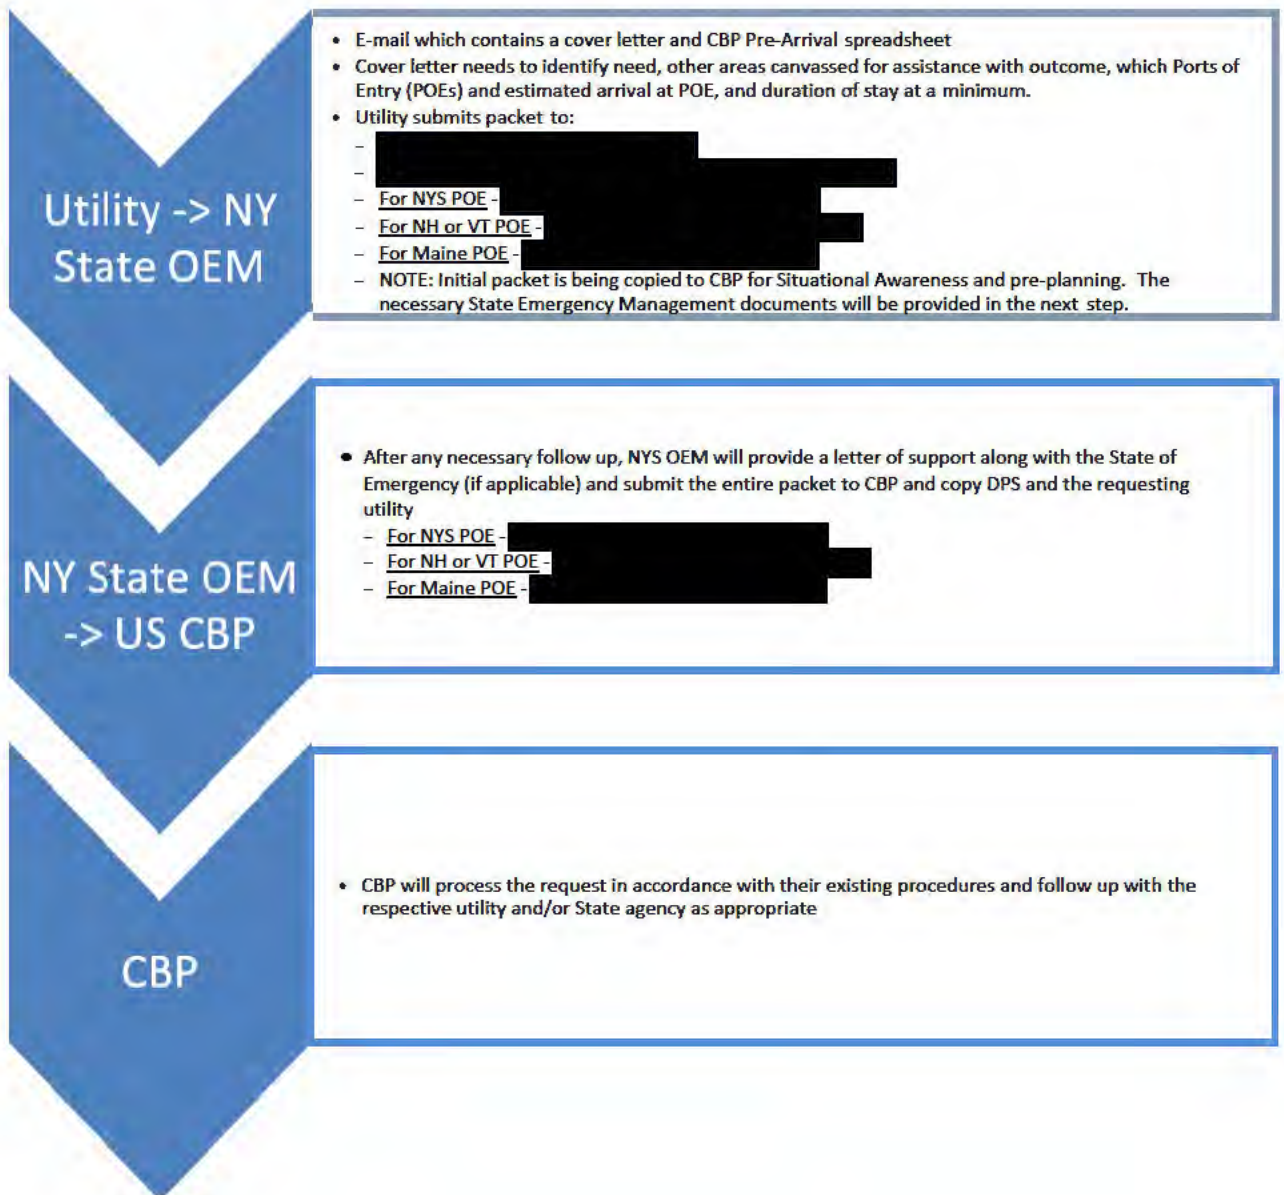 Utility -> NY
State OEM
• E-mail which contains a cover letter and CBP Pre-Arrival spreadsheet
• Cover letter needs to identify need, other areas canvassed for assistance with outcome, which Ports of
Entry (POEs) and estimated arrival at POE, and duration of stay at a minimum.
• Utility submits packet to:
–
–
– For NYS POE -
– For NH or VT POE -
– For Maine POE -
– NOTE: Initial packet is being copied to CBP for Situational Awareness and pre-planning. The
necessary State Emergency Management documents will be provided in the next step.
NY State OEM
-> US CBP
• After any necessary follow up, NYS OEM will provide a letter of support along with the State of
Emergency (if applicable) and submit the entire packet to CBP and copy DPS and the requesting
utility
– For NYS POE -
– For NH or VT POE -
– For Maine POE -
CBP
• CBP will process the request in accordance with their existing procedures and follow up with the
respective utility and/or State agency as appropriate